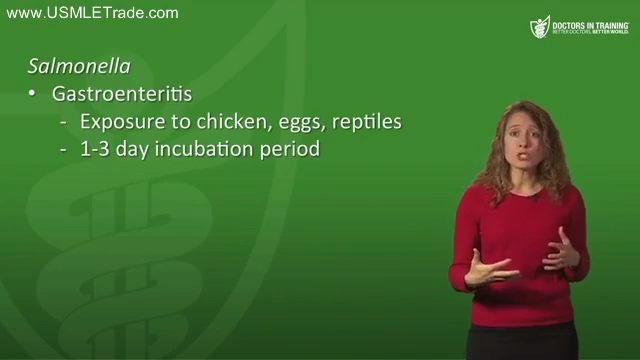 www.USMLETrade.com
DOCTORS IN TRAINING
BETTER DOCTORS. BETTER WORLD.
Salmonella
• Gastroenteritis
- Exposure to chicken, eggs, reptiles
- 1-3 day incubation period